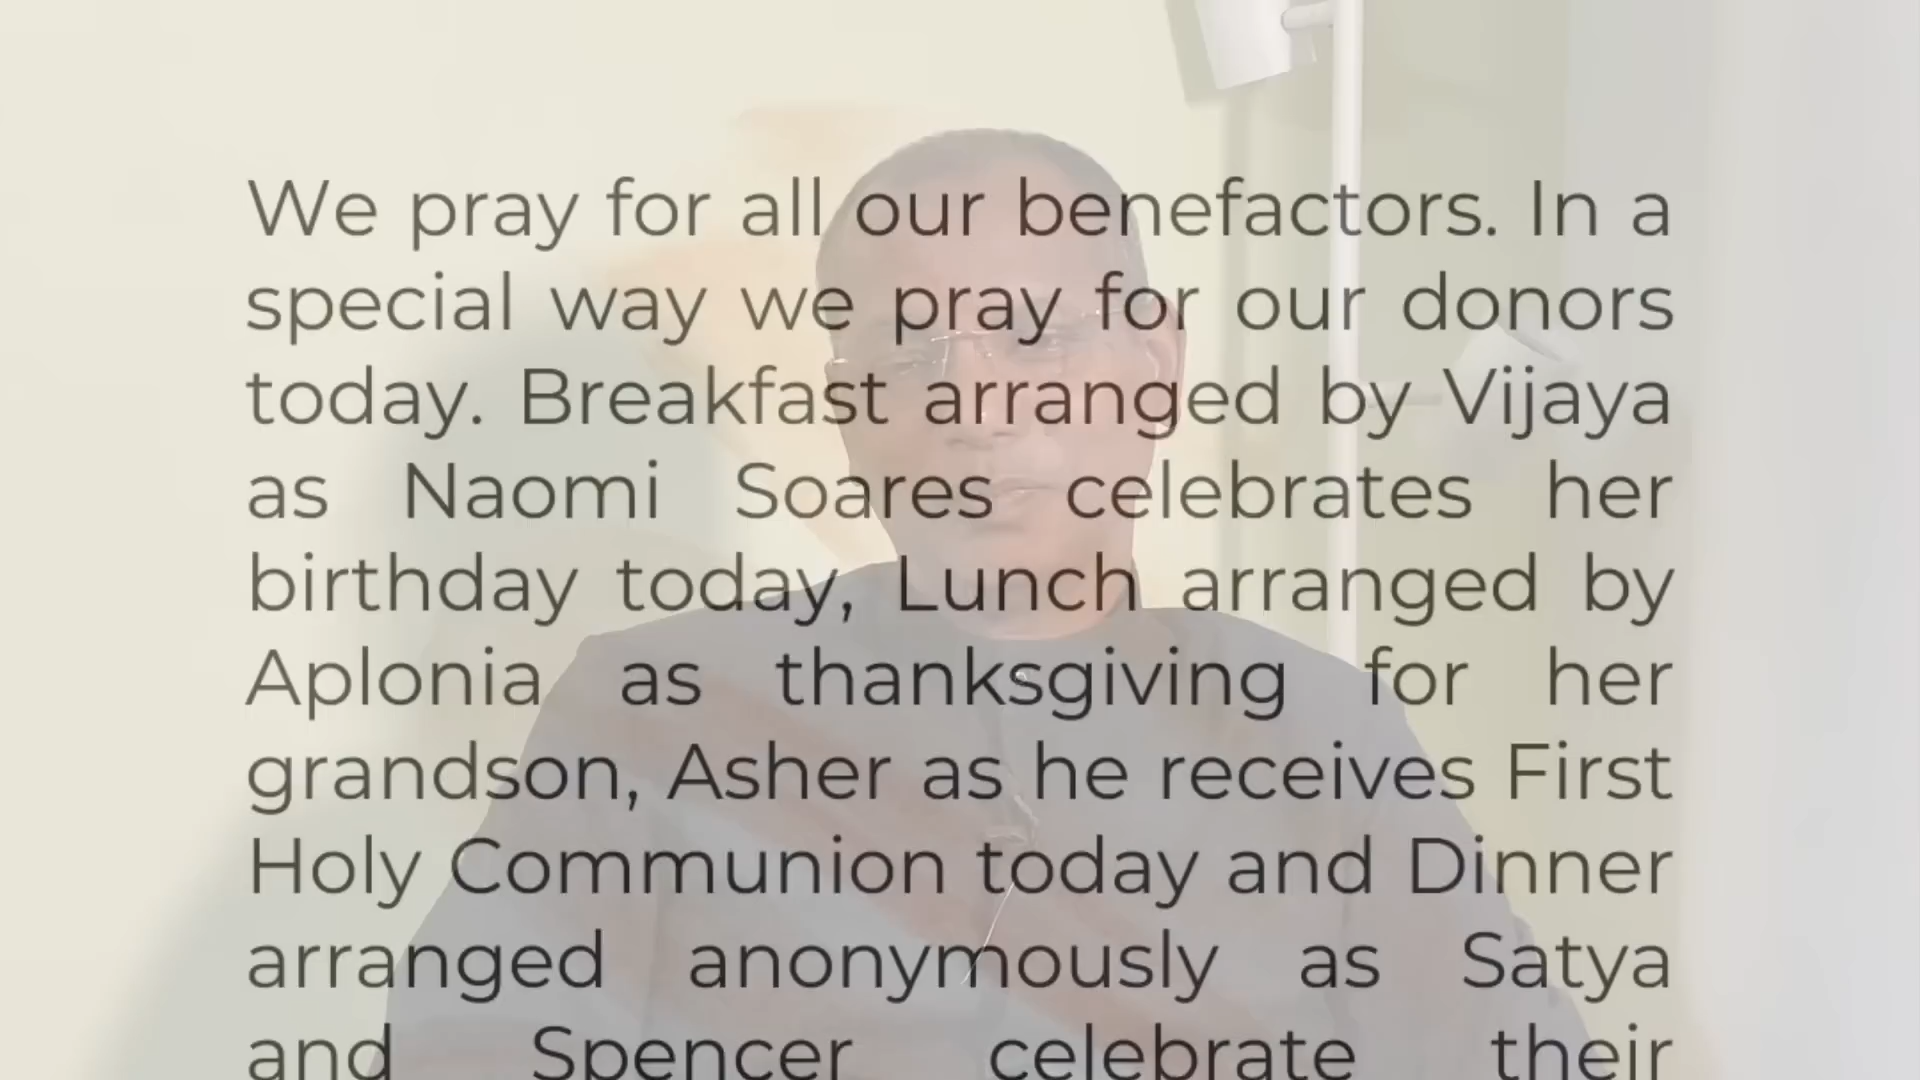 We pray for all our benefactors. In a
special way we pray for our donors
today. Breakfast arranged by Vijaya
as Naomi Soares celebrates her
birthday today, Lunch arranged by
Aplonia as thanksgiving for her
grandson, Asher as he receives First
Holy Communion today and Dinner
arranged anonymously as Satya
and Spencer celebrate their